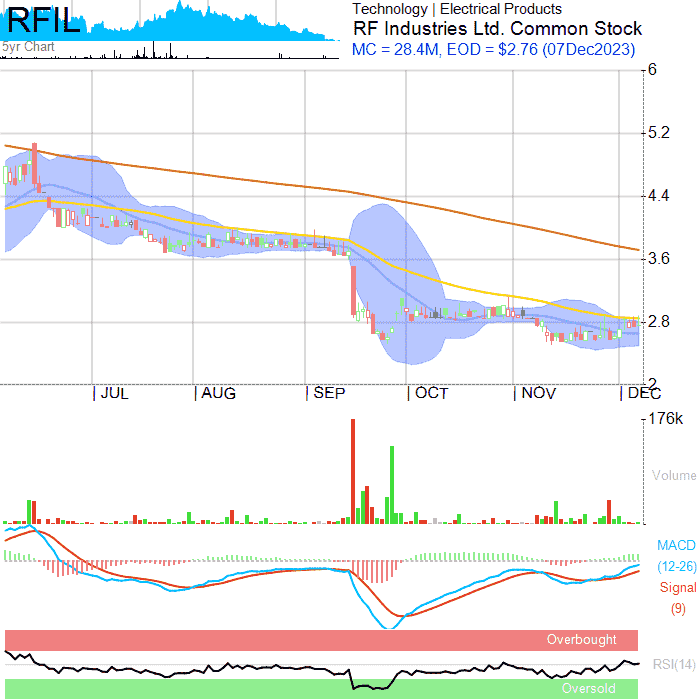 RFIL
5yr Chart
Technology | Electrical Products
RF Industries Ltd. Common Stock
MC = 28.4M, EOD = $2.76 (07Dec2023)
6
5.2
4.4
3.6
2.8
2
JUL
AUG
SEP
OCT
NOV
DEC
176k
Volume
MACD
(12-26)
Signal
(9)
Overbought
RSI(14)
Oversold